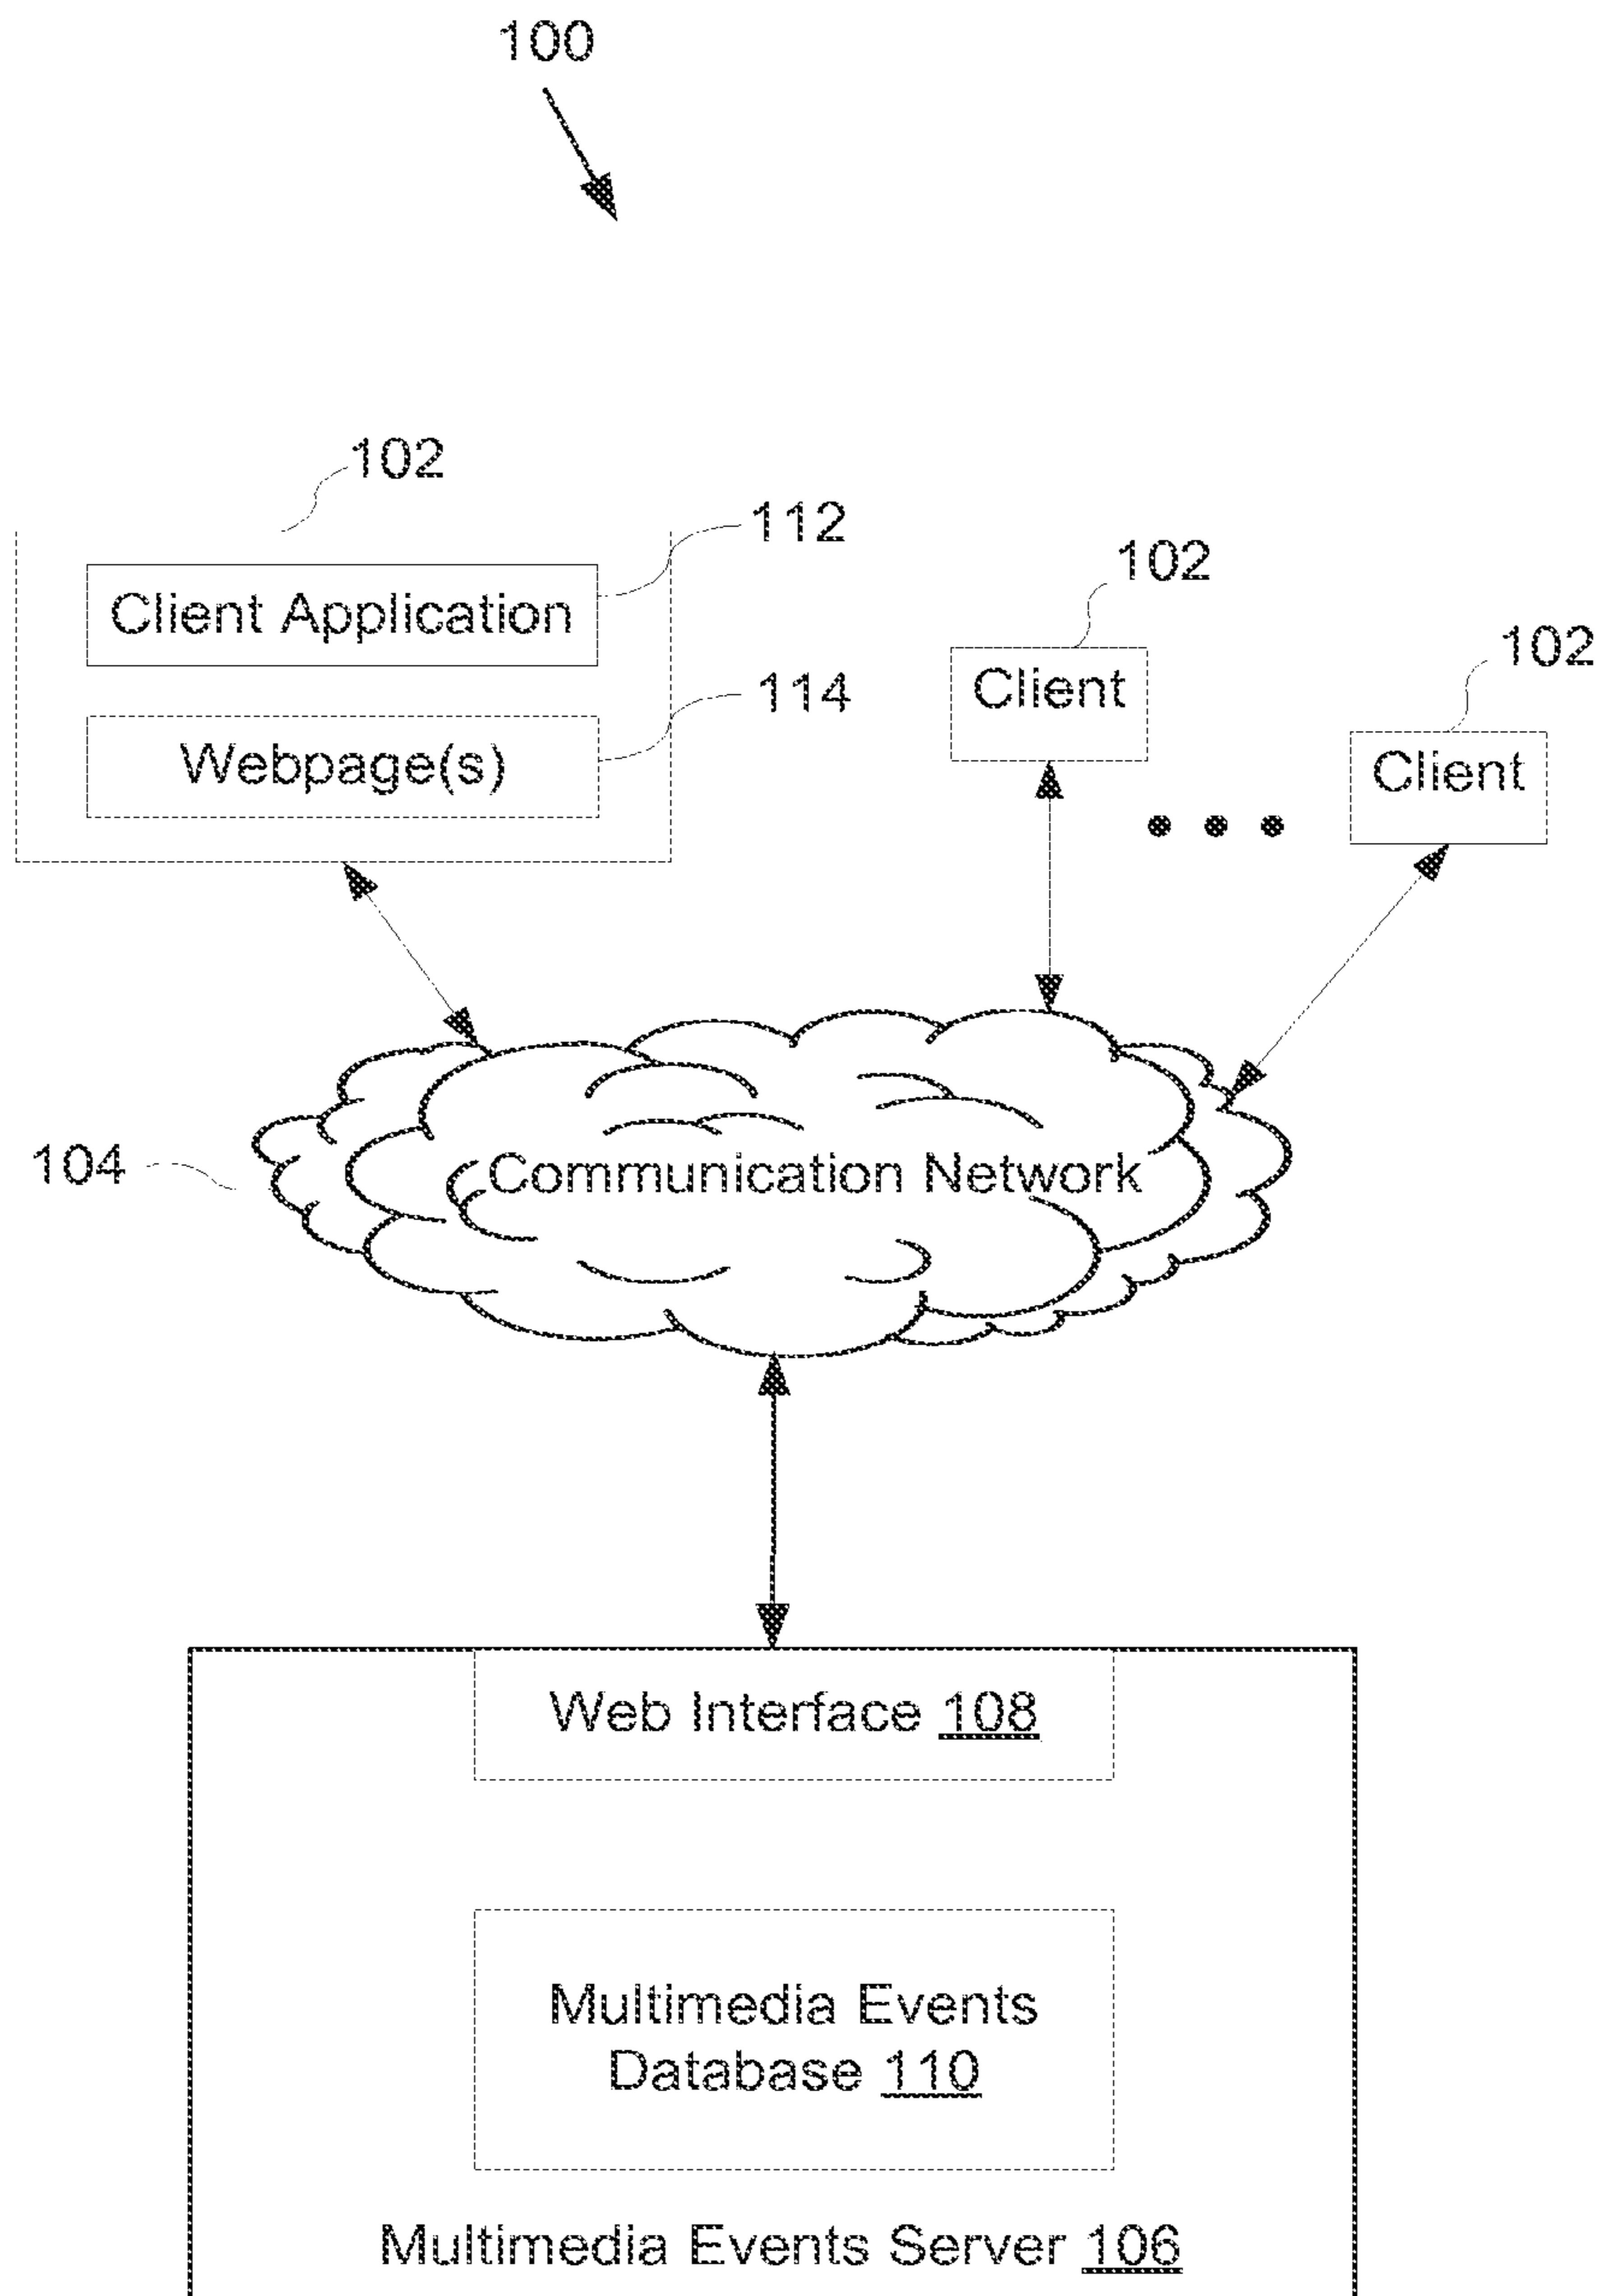 100
102
112
Client Application
102
Client
102
Client
114
Webpage(s)
104
Communication Network
Web Interface 108
Multimedia Events
Database 110
Multimedia Events Server 106